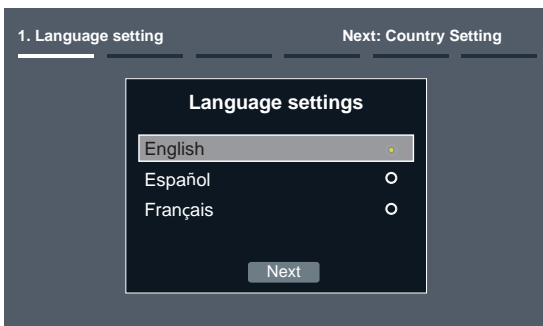 1. Language setting Next: Country Setting
Language settings
English
Español
Français
Next